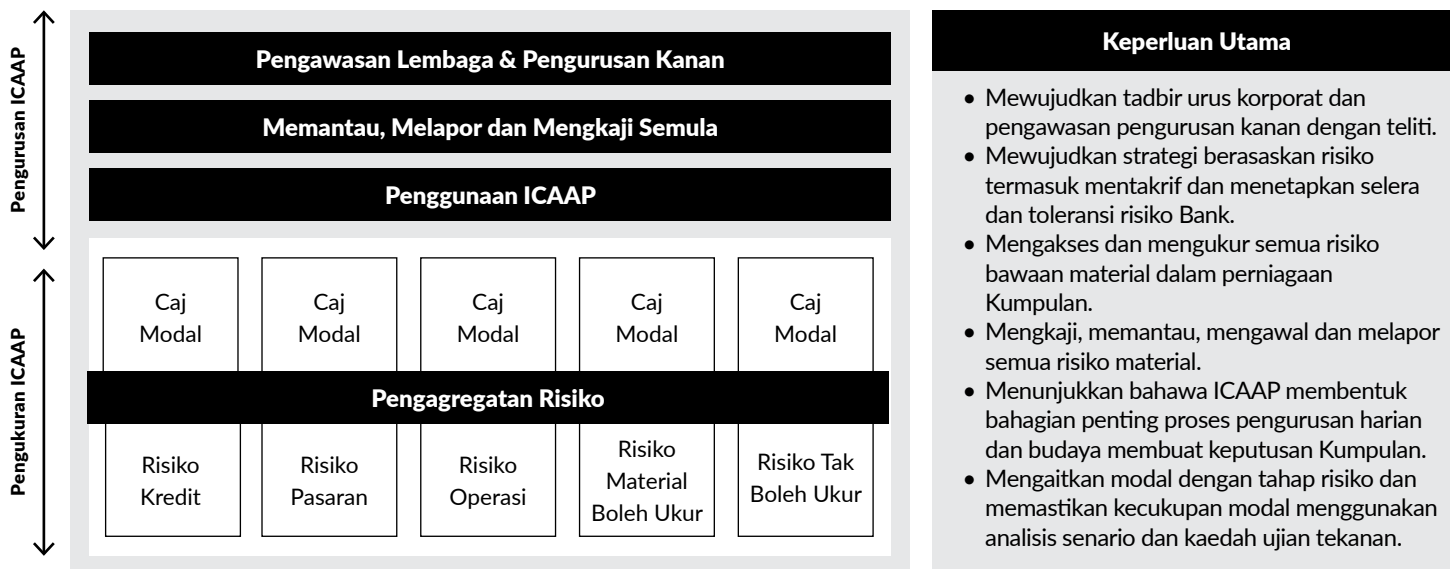 Pengurusan ICAAP
Pengawasan Lembaga & Pengurusan Kanan
Memantau, Melapor dan Mengkaji Semula
Penggunaan ICAAP
Pengukuran ICAAP
Caj
Modal
Caj
Modal
Caj
Modal
Caj
Modal
Caj
Modal
Pengagregatan Risiko
Risiko
Kredit
Risiko
Pasaran
Risiko
Operasi
Risiko
Material
Boleh Ukur
Risiko Tak
Boleh Ukur
Keperluan Utama
• Mewujudkan tadbir urus korporat dan
pengawasan pengurusan kanan dengan teliti.
• Mewujudkan strategi berasaskan risiko
termasuk mentakrif dan menetapkan selera
dan toleransi risiko Bank.
• Mengakses dan mengukur semua risiko
bawaan material dalam perniagaan
Kumpulan.
• Mengkaji, memantau, mengawal dan melapor
semua risiko material.
• Menunjukkan bahawa ICAAP membentuk
bahagian penting proses pengurusan harian
dan budaya membuat keputusan Kumpulan.
• Mengaitkan modal dengan tahap risiko dan
memastikan kecukupan modal menggunakan
analisis senario dan kaedah ujian tekanan.